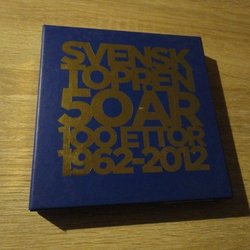 SVENSK
TOPPEN
50 ÅR
100 ETTOR
1962-2012